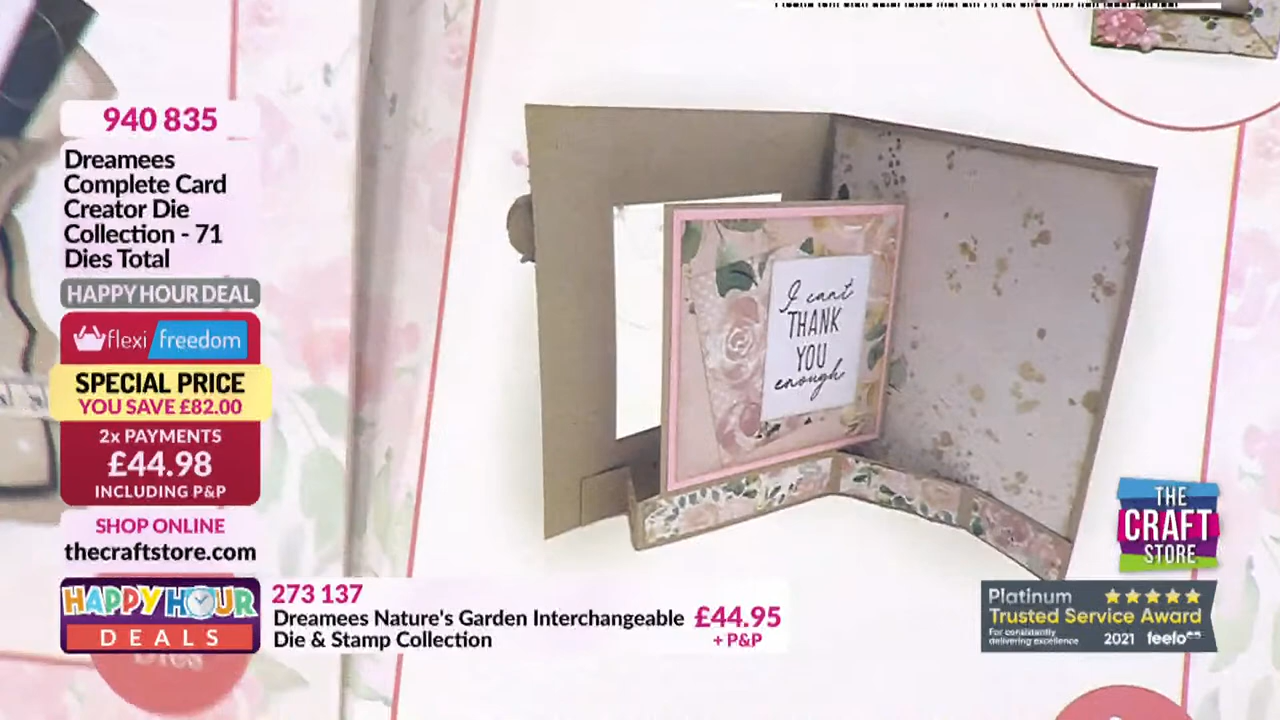 940 835
Dreamees
Complete Card
Creator Die
Collection - 71
Dies Total
HAPPY HOUR DEAL
flexi freedom
SPECIAL PRICE
YOU SAVE £82.00
2x PAYMENTS
£44.98
INCLUDING P&P
SHOP ONLINE
thecraftstore.com
HAPPY HOUR
DEALS
273 137
Dreamees Nature's Garden Interchangeable
Die & Stamp Collection
£44.95
+ P&P
I can't
THANK
YOU
enough
THE
CRAFT
STORE
Platinum
Trusted Service Award
For consistently
delivering excellence
2021 feefo
Dies